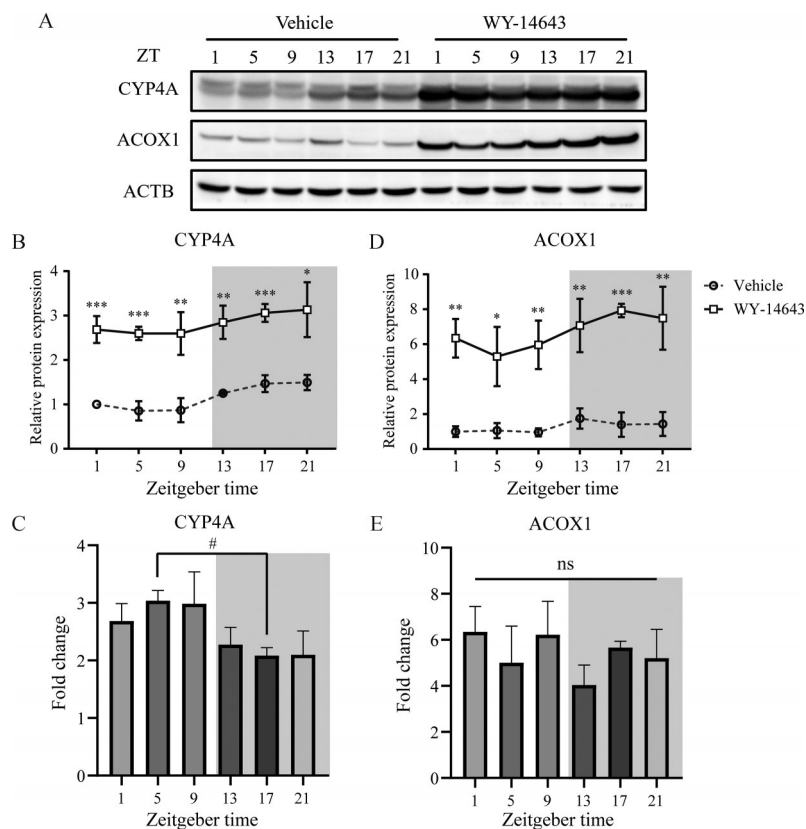 A
Vehicle WY-14643
ZT 1 5 9 13 17 21 1 5 9 13 17 21
CYP4A
ACOX1
ACTB
B CYP4A
Relative protein expression
4
3
2
1
0
*** *** ** ** *** *
1 5 9 13 17 21
Zeitgeber time
D ACOX1
Relative protein expression
10
8
6
4
2
0
** * ** ** *** **
1 5 9 13 17 21
Zeitgeber time
Vehicle
WY-14643
C CYP4A
Fold change
4
3
2
1
0
#
1 5 9 13 17 21
Zeitgeber time
E ACOX1
Fold change
10
8
6
4
2
0
ns
1 5 9 13 17 21
Zeitgeber time